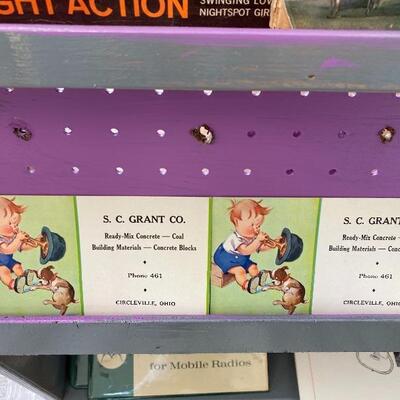 GHT ACTION
SWINGING LOV
NIGHTSPOT GIR
S. C. GRANT CO.
Ready-Mix Concrete — Coal
Building Materials — Concrete Blocks
Phone 461
CIRCLEVILLE, OHIO
S. C. GRANT
Ready-Mix Concrete -
Building Materials — Conc
Phone 461
CIRCLEVILLE, OHIO
for Mobile Radios